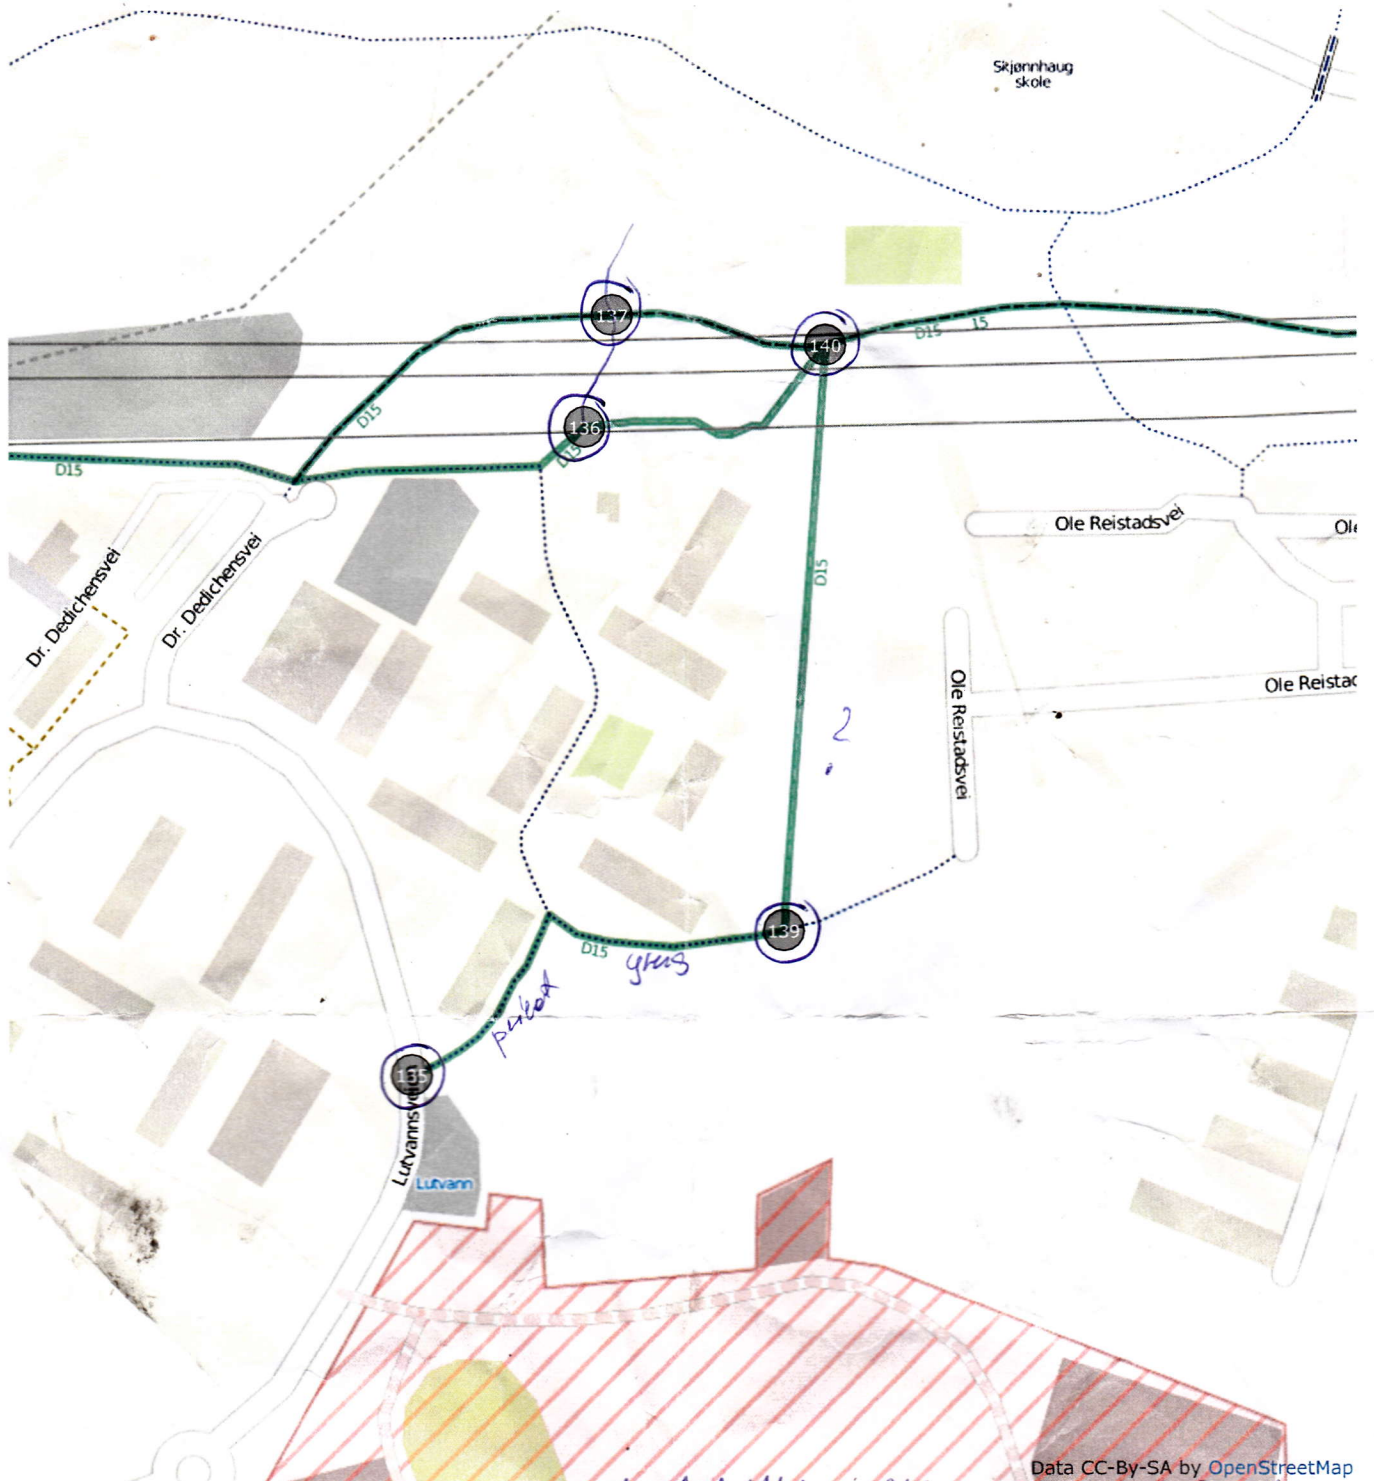 Skjønnhaug
skole
137
140
D15
15
D15
136
D15
D15
Ole Reistadsvei
Ole
Dr. Dedichensvei
Dr. Dedichensvei
D15
Ole Reistadsvei
Ole Reistad
2
139
D15
grus
135
Lutvannsveien
Lutvann
Data CC-By-SA by OpenStreetMap